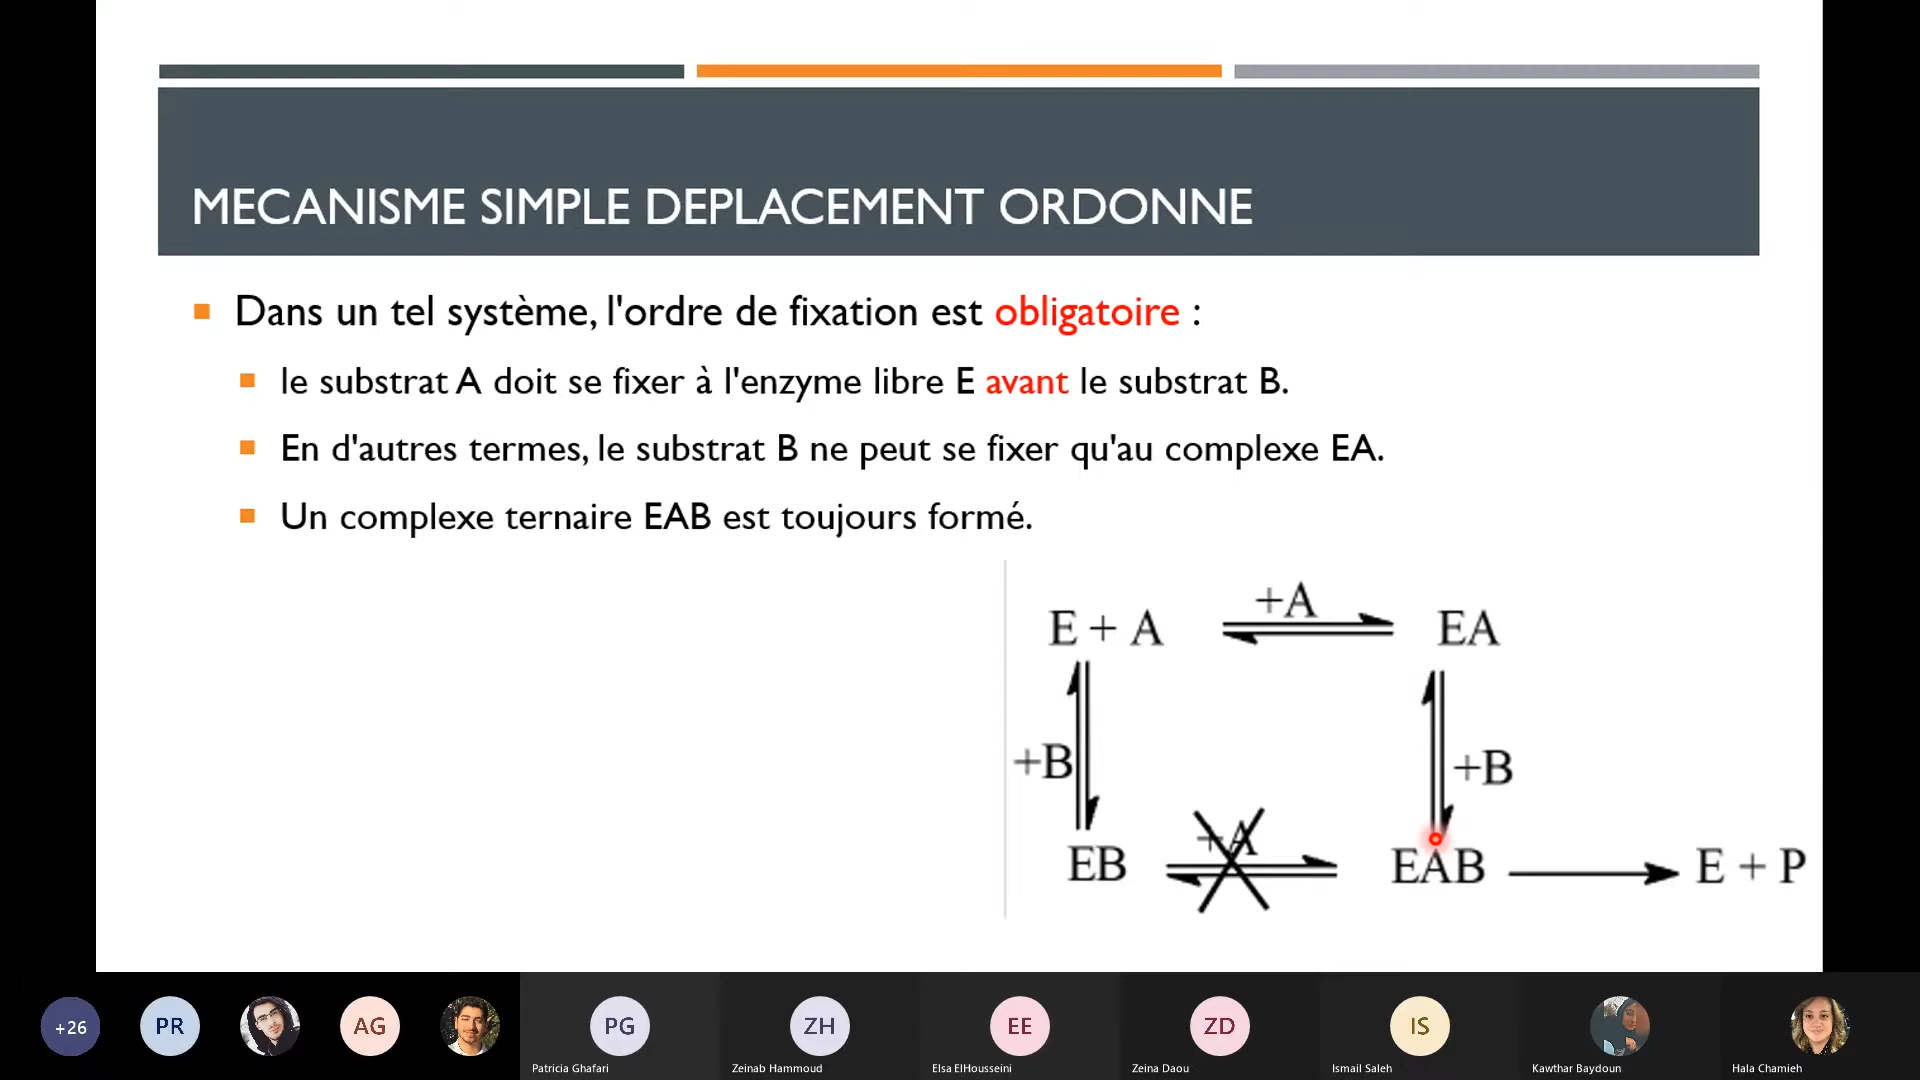 MECANISME SIMPLE DEPLACEMENT ORDONNE
Dans un tel système, l'ordre de fixation est obligatoire :
le substrat A doit se fixer à l'enzyme libre E avant le substrat B.
En d'autres termes, le substrat B ne peut se fixer qu'au complexe EA.
Un complexe ternaire EAB est toujours formé.
+A
E + A
EA
+B
+B
+A
EB
EAB
E + P
+26
PR
AG
PG
ZH
EE
ZD
IS
Patricia Ghafari
Zeinab Hammoud
Elsa ElHousseini
Zeina Daou
Ismail Saleh
Kawthar Baydoun
Hala Chamieh